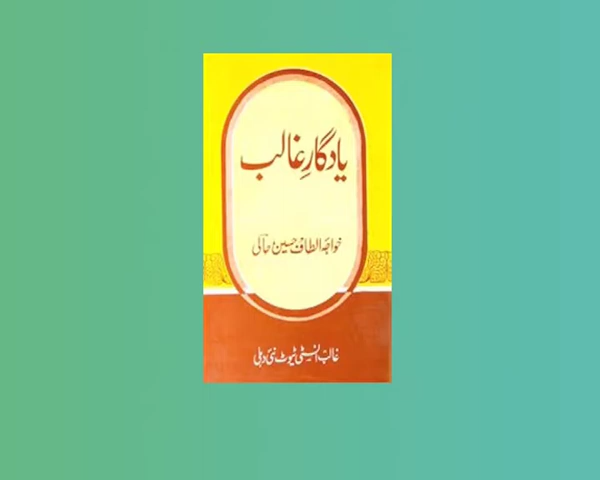 یادگارِ غالب
خواجہ الطاف حسین حالی
غالب انسٹی ٹیوٹ نئی دہلی